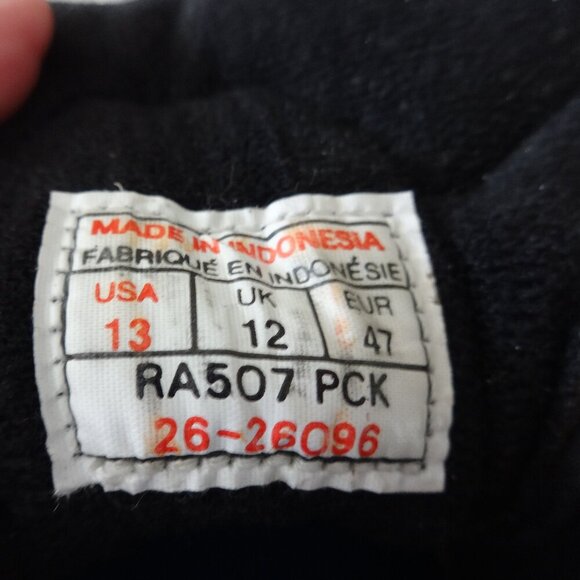 MADE IN INDONESIA
FABRIQUÉ EN INDONÉSIE
USA UK EUR
13 12 47
RA507 PCK
26-26096